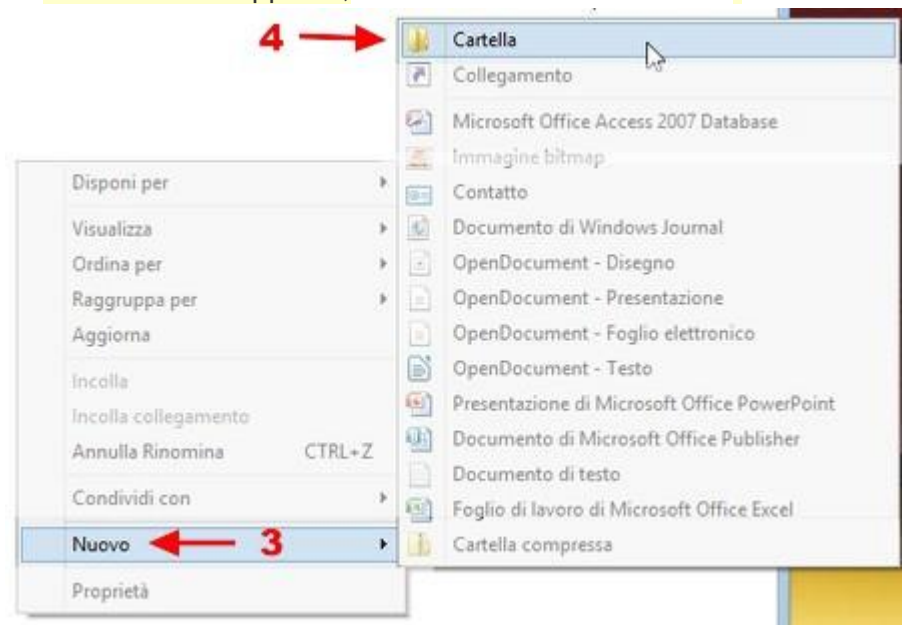 4
Cartella
Collegamento
Microsoft Office Access 2007 Database
Immagine bitmap
Contatto
Documento di Windows Journal
OpenDocument - Disegno
OpenDocument - Presentazione
OpenDocument - Foglio elettronico
OpenDocument - Testo
Presentazione di Microsoft Office PowerPoint
Documento di Microsoft Office Publisher
Documento di testo
Foglio di lavoro di Microsoft Office Excel
Cartella compressa
Disponi per
Visualizza
Ordina per
Raggruppa per
Aggiorna
Incolla
Incolla collegamento
Annulla Rinomina CTRL+Z
Condividi con
Nuovo 3
Proprietà